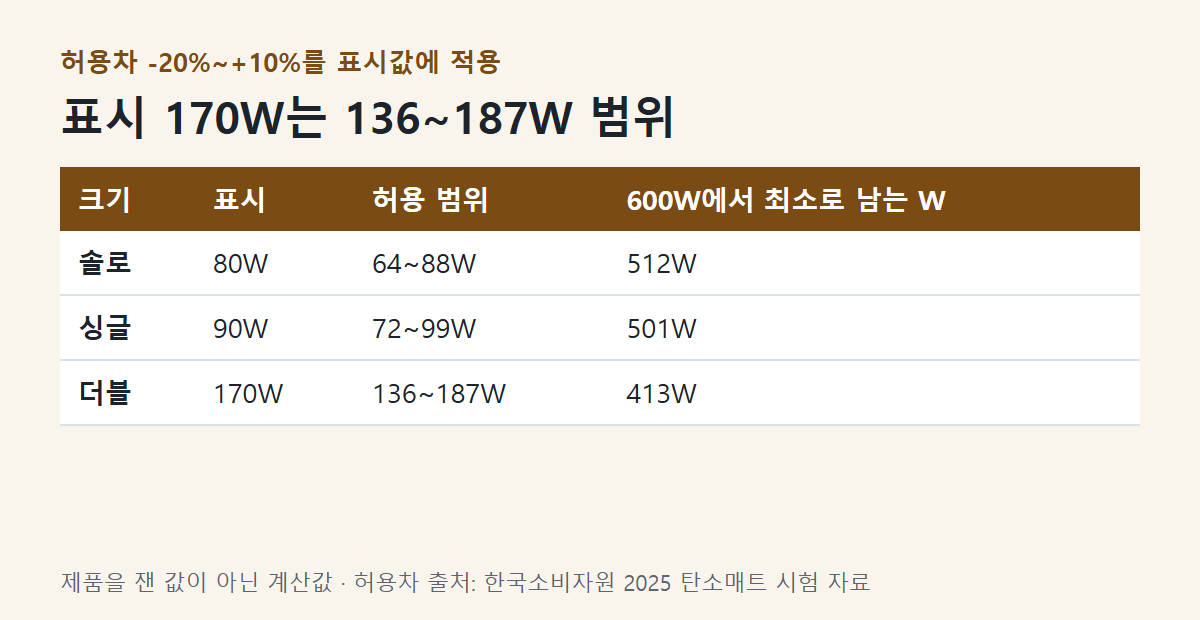 허용차 -20%~+10%를 표시값에 적용
표시 170W는 136~187W 범위
크기 표시 허용 범위 600W에서 최소로 남는 W
솔로 80W 64~88W 512W
싱글 90W 72~99W 501W
더블 170W 136~187W 413W
제품을 잰 값이 아닌 계산값 · 허용차 출처: 한국소비자원 2025 탄소매트 시험 자료